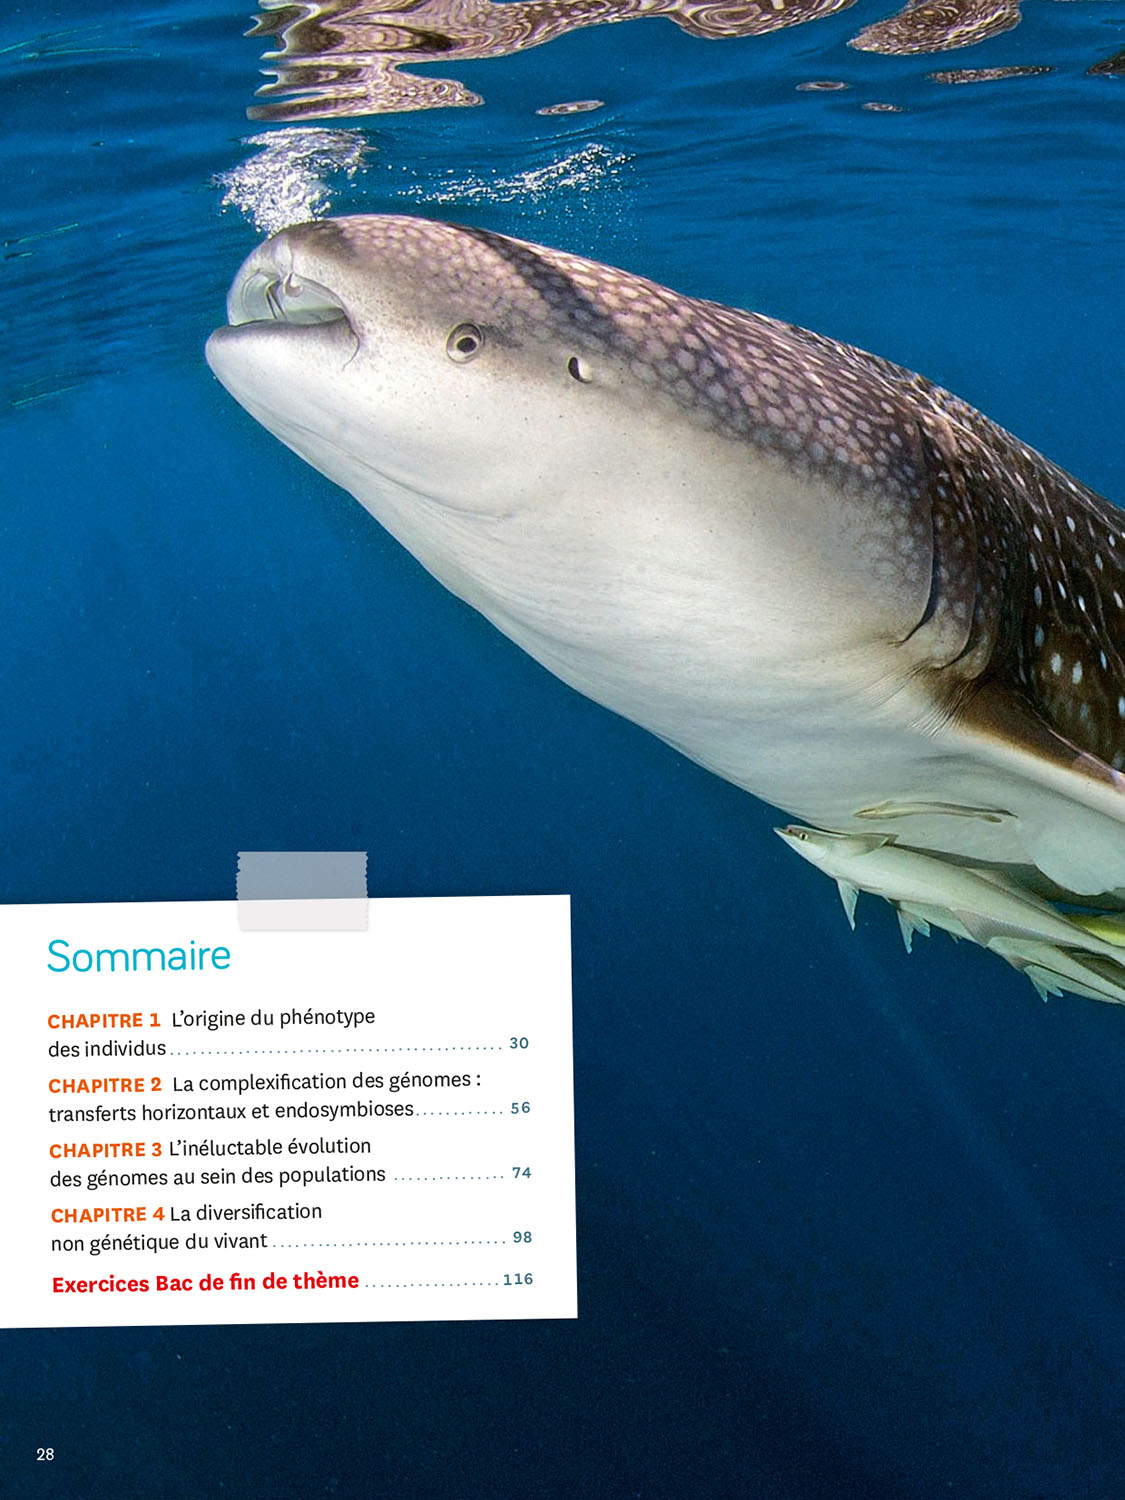 Sommaire
CHAPITRE 1 L'origine du phénotype
des individus ........................................... 30
CHAPITRE 2 La complexification des génomes :
transferts horizontaux et endosymbioses............ 56
CHAPITRE 3 L'inéluctable évolution
des génomes au sein des populations ............... 74
CHAPITRE 4 La diversification
non génétique du vivant ............................... 98
Exercices Bac de fin de thème .................. 116
28